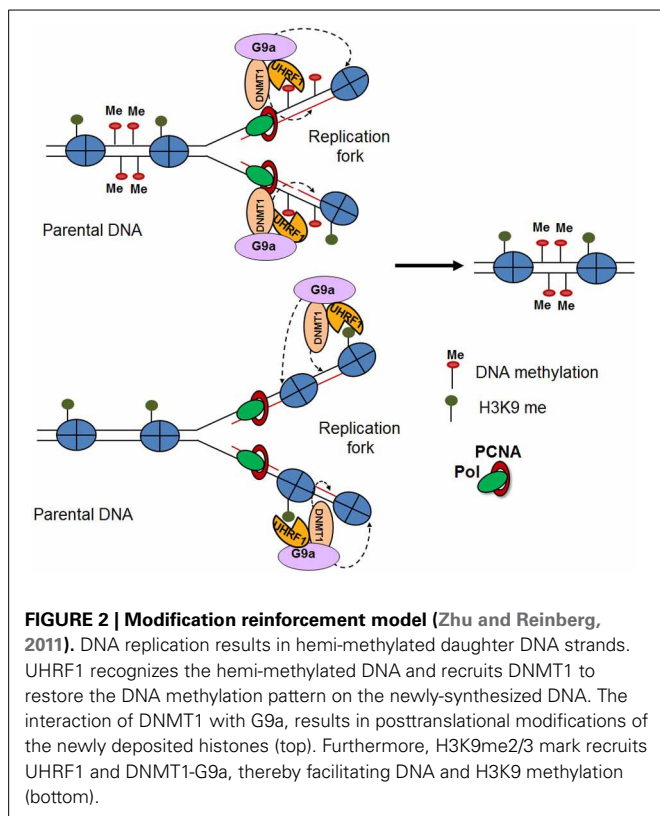 G9a
UHRF1
DNMT1
Me Me
Me Me
Replication
fork
Parental DNA
DNMT1
UHRF1
G9a
Me Me
Me Me
G9a
UHRF1
DNMT1
Replication
fork
Parental DNA
UHRF1
DNMT1
G9a
Me
DNA methylation
H3K9 me
PCNA
Pol
FIGURE 2 | Modification reinforcement model (Zhu and Reinberg,
2011). DNA replication results in hemi-methylated daughter DNA strands.
UHRF1 recognizes the hemi-methylated DNA and recruits DNMT1 to
restore the DNA methylation pattern on the newly-synthesized DNA. The
interaction of DNMT1 with G9a, results in posttranslational modifications of
the newly deposited histones (top). Furthermore, H3K9me2/3 mark recruits
UHRF1 and DNMT1-G9a, thereby facilitating DNA and H3K9 methylation
(bottom).